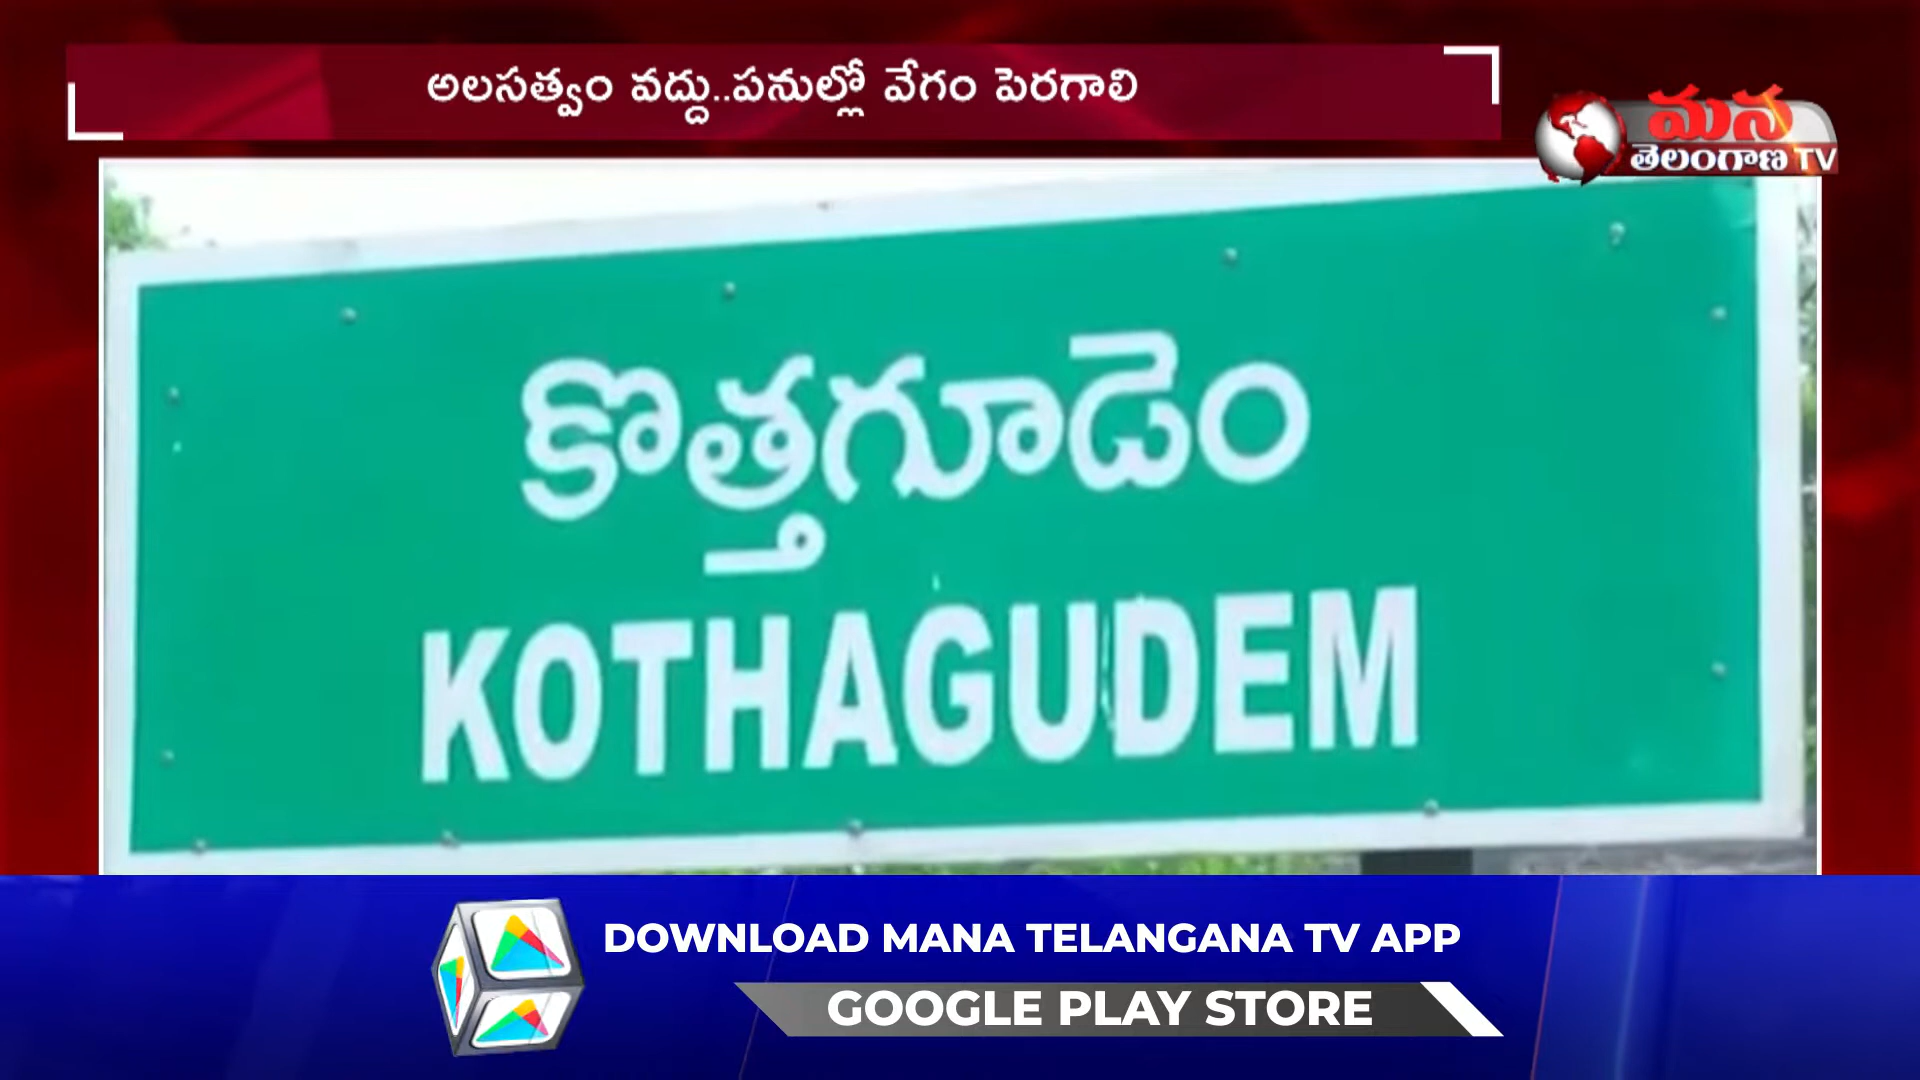 అలసత్వం వద్దు..పనుల్లో వేగం పెరగాలి
మన
తెలంగాణ TV
కొత్తగూడెం
KOTHAGUDEM
DOWNLOAD MANA TELANGANA TV APP
GOOGLE PLAY STORE